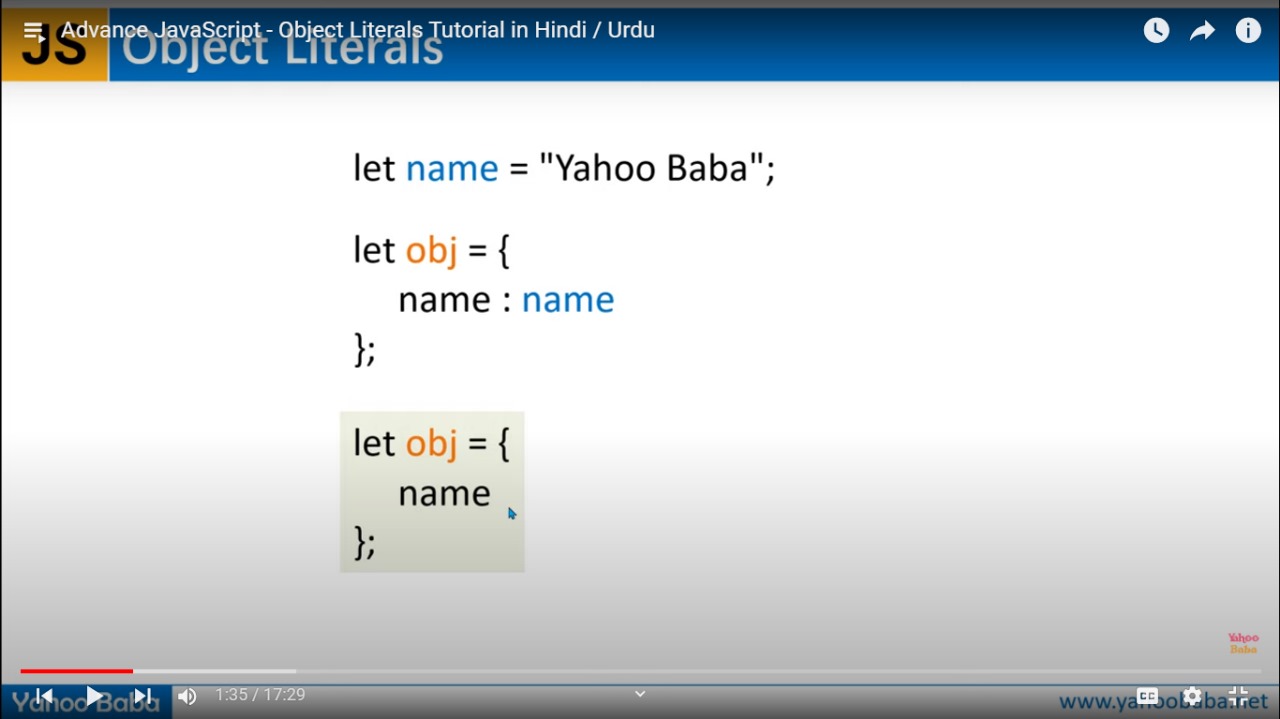 Advance JavaScript - Object Literals Tutorial in Hindi / Urdu
JS Object Literals
let name = "Yahoo Baba";
let obj = {
name : name
};
let obj = {
name
};
Yahoo
Baba
1:35 / 17:29
CC
Yahoo Baba
www.yahoobaba.net